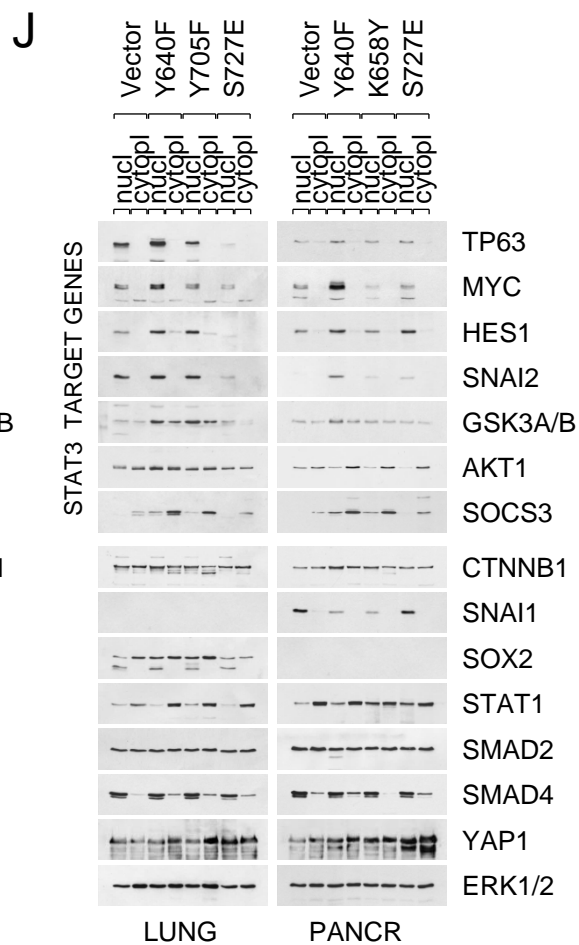 J
Vector Y640F Y705F S727E Vector Y640F K658Y S727E
nucl cytopl nucl cytopl nucl cytopl nucl cytopl nucl cytopl nucl cytopl nucl cytopl nucl cytopl
STAT3 TARGET GENES
TP63
MYC
HES1
SNAI2
B
GSK3A/B
AKT1
SOCS3
CTNNB1
SNAI1
SOX2
STAT1
SMAD2
SMAD4
YAP1
ERK1/2
LUNG PANCR